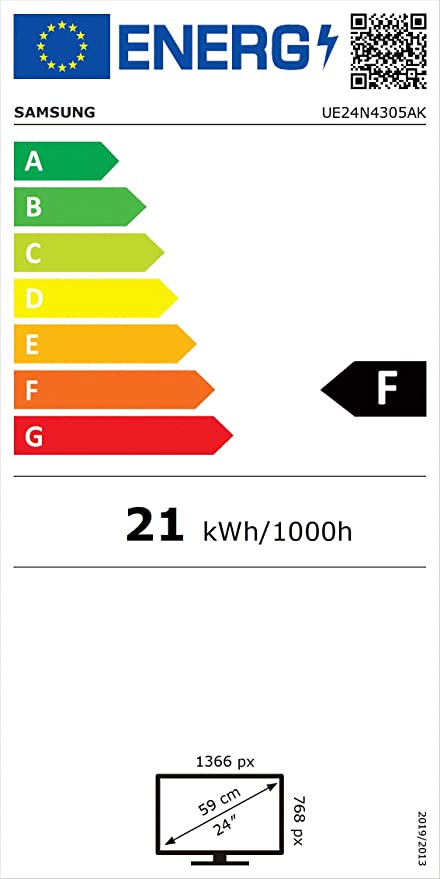 ENERG
SAMSUNG UE24N4305AK
A
B
C
D
E
F
F
G
21 kWh/1000h
1366 px
59 cm
24"
768 px
2019/2013